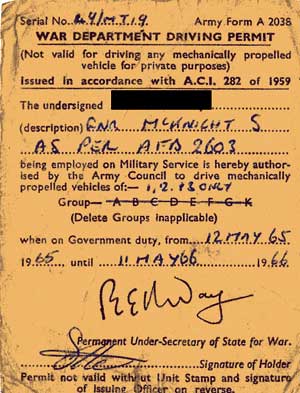 Serial No. 24/MT19 Army Form A 2038
WAR DEPARTMENT DRIVING PERMIT
(Not valid for driving any mechanically propelled
vehicle for private purposes)
Issued in accordance with A.C.I. 282 of 1959
The undersigned
(description) GNR McKNIGHT S
AS PER AFB 2603
being employed on Military Service is hereby author-
ised by the Army Council to drive mechanically
propelled vehicles of:— 1, 2, 13 ONLY
Group—A-B-C-D-E-F-G-K
(Delete Groups inapplicable)
when on Government duty, from 12 MAY 65
1965, until 11 MAY 66 1966
Permanent Under-Secretary of State for War.
Signature of Holder
Permit not valid without Unit Stamp and signature
of Issuing Officer on reverse.